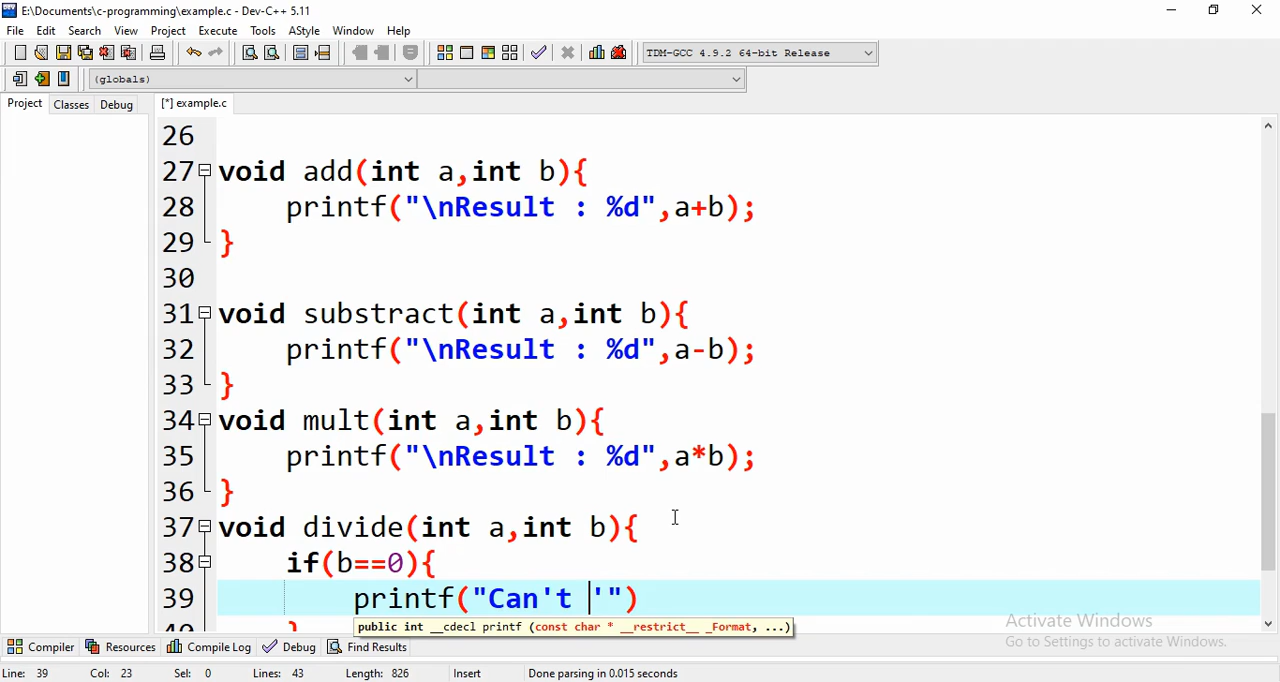 E:\Documents\c-programming\example.c - Dev-C++ 5.11
File Edit Search View Project Execute Tools AStyle Window Help
TDM-GCC 4.9.2 64-bit Release
(globals)
Project Classes Debug [*] example.c
26
27 void add(int a,int b){
28 printf("\nResult : %d",a+b);
29 }
30
31 void substract(int a,int b){
32 printf("\nResult : %d",a-b);
33 }
34 void mult(int a,int b){
35 printf("\nResult : %d",a*b);
36 }
37 void divide(int a,int b){
38 if(b==0){
39 printf("Can't '")
40 }
public int __cdecl printf (const char * __restrict__ _Format, ...)
Activate Windows
Go to Settings to activate Windows.
Compiler Resources Compile Log Debug Find Results
Line: 39 Col: 23 Sel: 0 Lines: 43 Length: 826 Insert Done parsing in 0.015 seconds